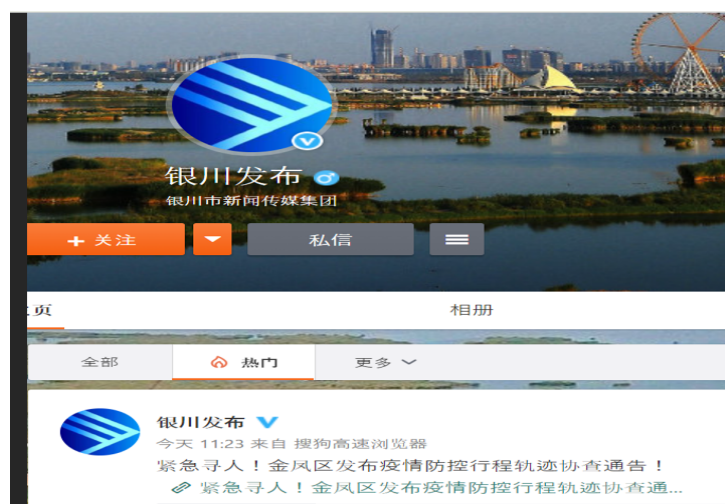 银川发布
银川市新闻传媒集团
+ 关注
私信
页
相册
全部
热门
更多
银川发布
今天 11:23 来自 搜狗高速浏览器
紧急寻人！金凤区发布疫情防控行程轨迹协查通告！
紧急寻人！金凤区发布疫情防控行程轨迹协查通...